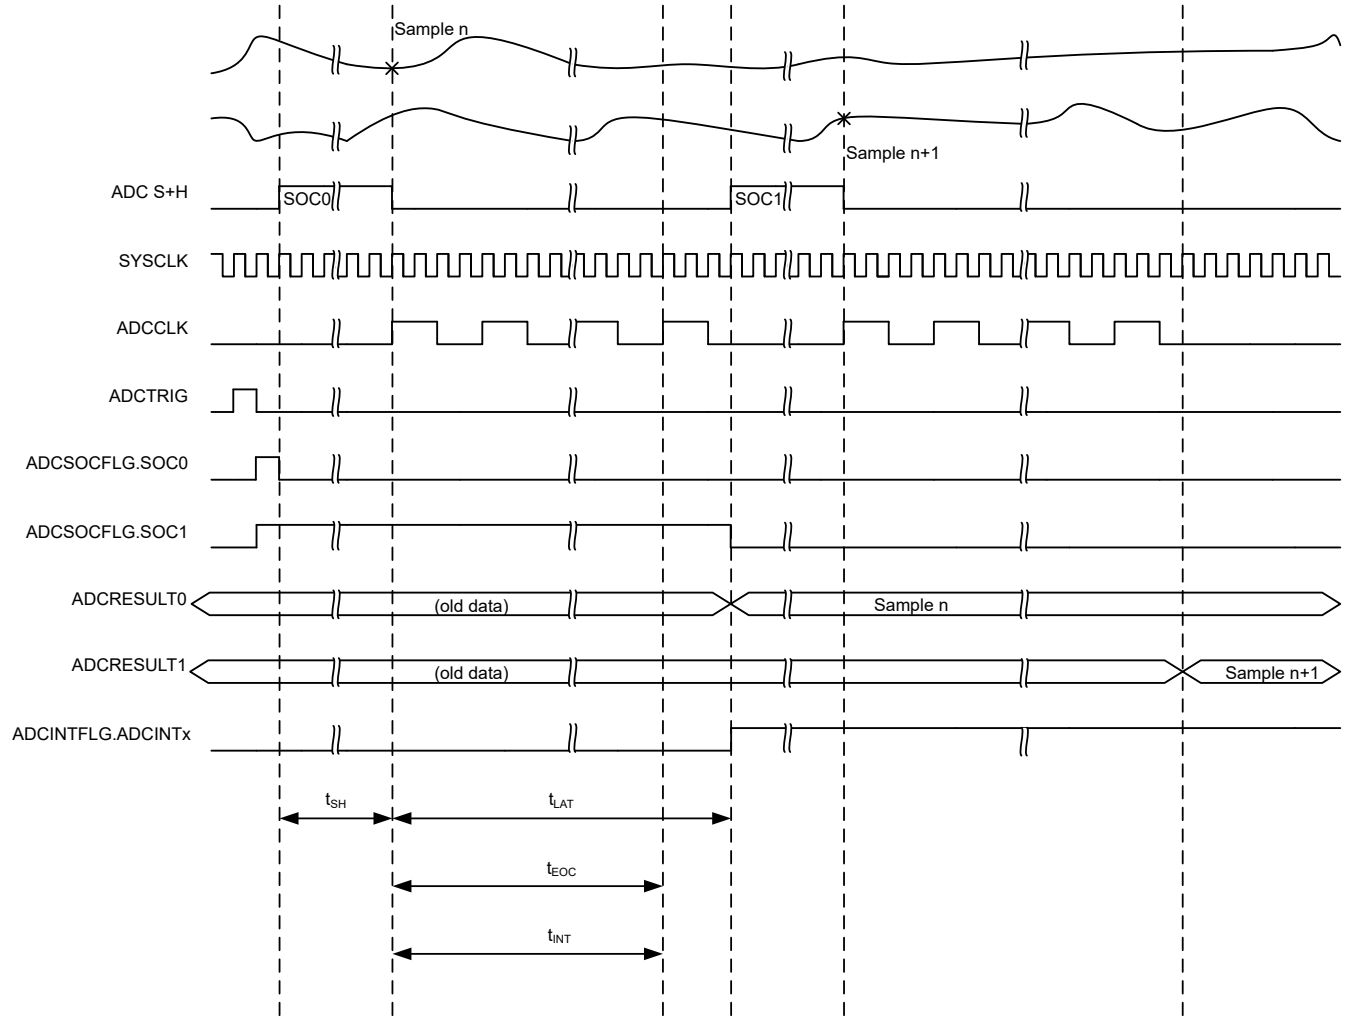 Sample n
Sample n+1
ADC S+H
SOC0
SOC1
SYSCLK
ADCCLK
ADCTRIG
ADCSOCFLG.SOC0
ADCSOCFLG.SOC1
ADCRESULT0
(old data)
Sample n
ADCRESULT1
(old data)
Sample n+1
ADCINTFLG.ADCINTx
tSH
tLAT
tEOC
tINT